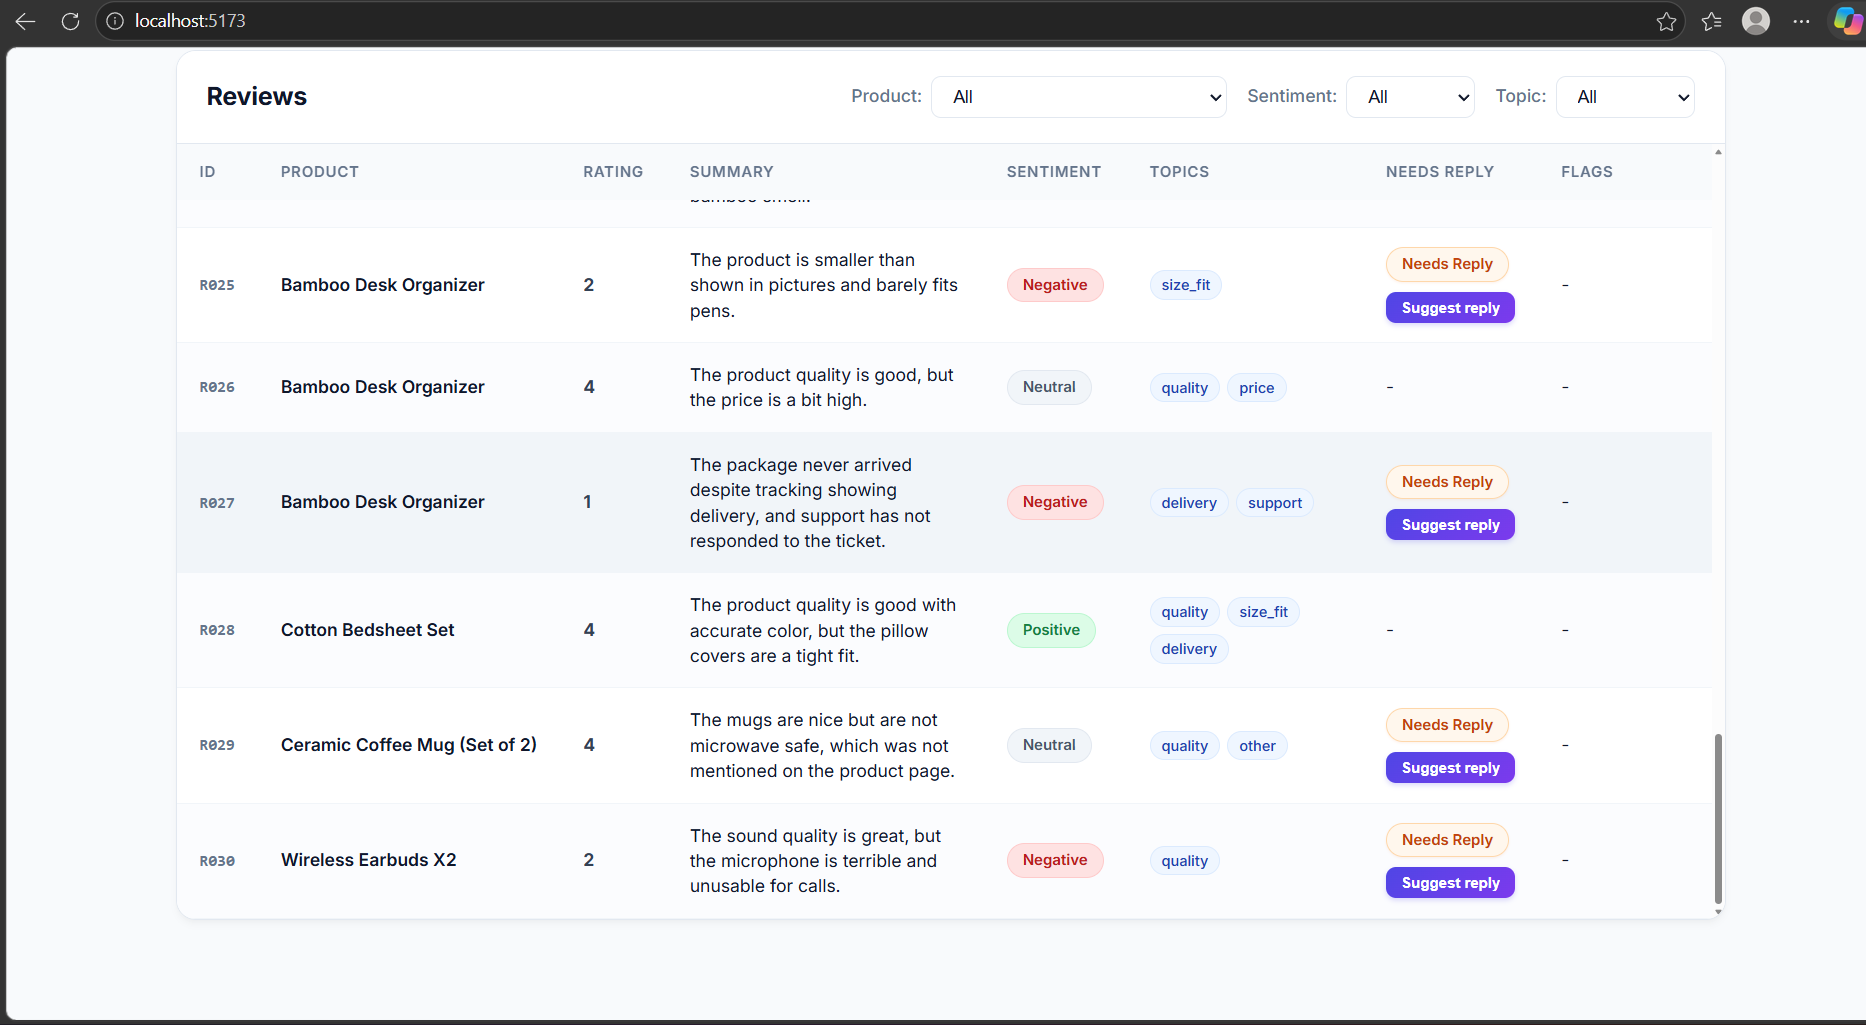 localhost:5173
Reviews
Product: All
Sentiment: All
Topic: All
ID PRODUCT RATING SUMMARY SENTIMENT TOPICS NEEDS REPLY FLAGS
R025 Bamboo Desk Organizer 2
The product is smaller than
shown in pictures and barely fits
pens.
Negative
size_fit
Needs Reply
Suggest reply
-
R026 Bamboo Desk Organizer 4
The product quality is good, but
the price is a bit high.
Neutral
quality price
-
-
R027 Bamboo Desk Organizer 1
The package never arrived
despite tracking showing
delivery, and support has not
responded to the ticket.
Negative
delivery support
Needs Reply
Suggest reply
-
R028 Cotton Bedsheet Set 4
The product quality is good with
accurate color, but the pillow
covers are a tight fit.
Positive
quality size_fit
delivery
-
-
R029 Ceramic Coffee Mug (Set of 2) 4
The mugs are nice but are not
microwave safe, which was not
mentioned on the product page.
Neutral
quality other
Needs Reply
Suggest reply
-
R030 Wireless Earbuds X2 2
The sound quality is great, but
the microphone is terrible and
unusable for calls.
Negative
quality
Needs Reply
Suggest reply
-